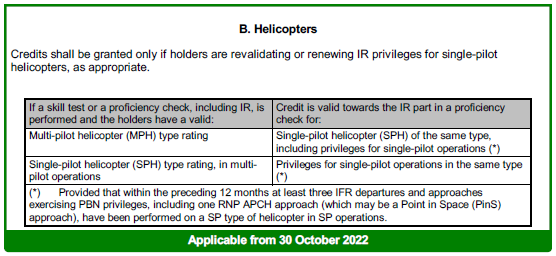 B. Helicopters
Credits shall be granted only if holders are revalidating or renewing IR privileges for single-pilot
helicopters, as appropriate.
If a skill test or a proficiency check, including IR, is
performed and the holders have a valid:
Credit is valid towards the IR part in a proficiency
check for:
Multi-pilot helicopter (MPH) type rating
Single-pilot helicopter (SPH) of the same type,
including privileges for single-pilot operations (*)
Single-pilot helicopter (SPH) type rating, in multi-
pilot operations
Privileges for single-pilot operations in the same type
(*)
(*) Provided that within the preceding 12 months at least three IFR departures and approaches
exercising PBN privileges, including one RNP APCH approach (which may be a Point in Space (PinS)
approach), have been performed on a SP type of helicopter in SP operations.
Applicable from 30 October 2022